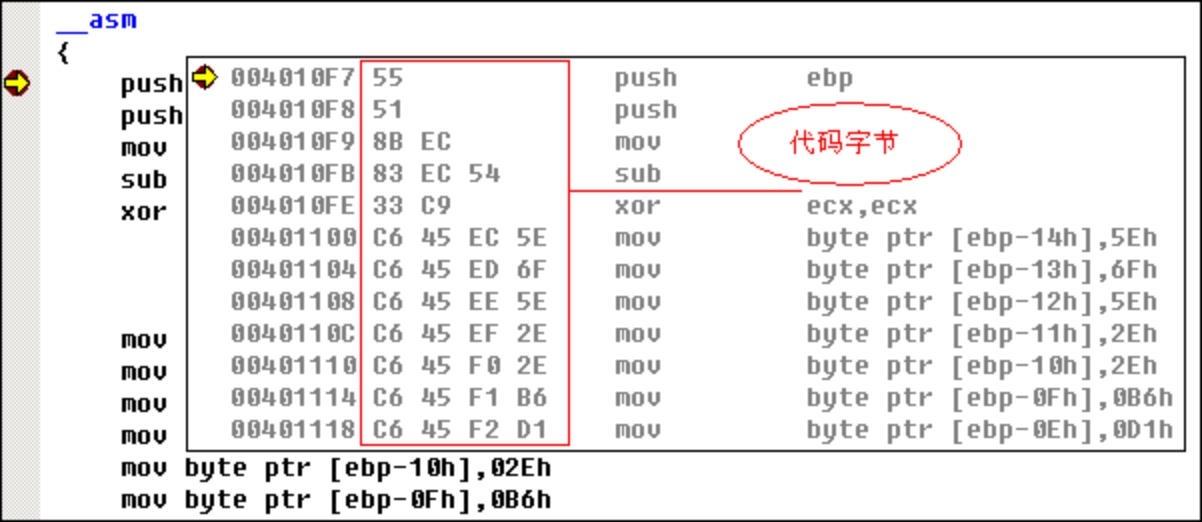 __asm
{
push 004010F7 55 push ebp
push 004010F8 51 push
mov 004010F9 8B EC mov 代码字节
sub 004010FB 83 EC 54 sub
xor 004010FE 33 C9 xor ecx,ecx
00401100 C6 45 EC 5E mov byte ptr [ebp-14h],5Eh
00401104 C6 45 ED 6F mov byte ptr [ebp-13h],6Fh
00401108 C6 45 EE 5E mov byte ptr [ebp-12h],5Eh
mov 0040110C C6 45 EF 2E mov byte ptr [ebp-11h],2Eh
mov 00401110 C6 45 F0 2E mov byte ptr [ebp-10h],2Eh
mov 00401114 C6 45 F1 B6 mov byte ptr [ebp-0Fh],0B6h
mov 00401118 C6 45 F2 D1 mov byte ptr [ebp-0Eh],0D1h
mov byte ptr [ebp-10h],02Eh
mov byte ptr [ebp-0Fh],0B6h